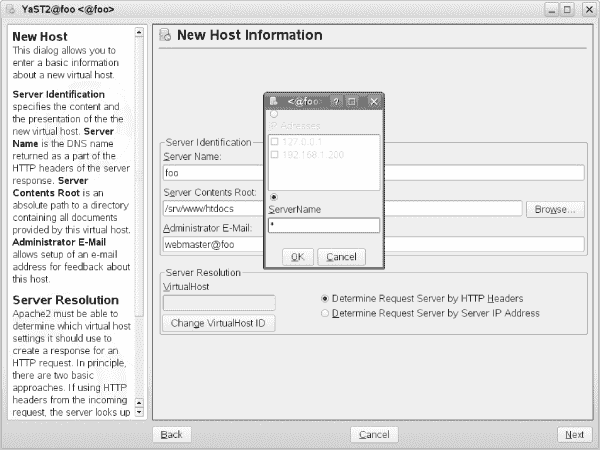 YaST2@foo <@foo>
New Host
This dialog allows you to
enter a basic information
about a new virtual host.
Server Identification
specifies the content and
the presentation of the the
new virtual host. Server
Name is the DNS name
returned as a part of the
HTTP headers of the server
response. Server
Contents Root is an
absolute path to a directory
containing all documents
provided by this virtual host.
Administrator E-Mail
allows setup of an e-mail
address for feedback about
this host.
Server Resolution
Apache2 must be able to
determine which virtual host
settings it should use to
create a response for an
HTTP request. In principle,
there are two basic
approaches. If using HTTP
headers from the incoming
request, the server looks up
New Host Information
Server Identification
Server Name:
foo
Server Contents Root:
/srv/www/htdocs
Browse...
Administrator E-Mail:
webmaster@foo
<@foo
?
IP Adresses
127.0.0.1
192.168.1.200
ServerName
*
OK Cancel
Server Resolution
VirtualHost
Change VirtualHost ID
Determine Request Server by HTTP Headers
Determine Request Server by Server IP Address
Back Cancel Next